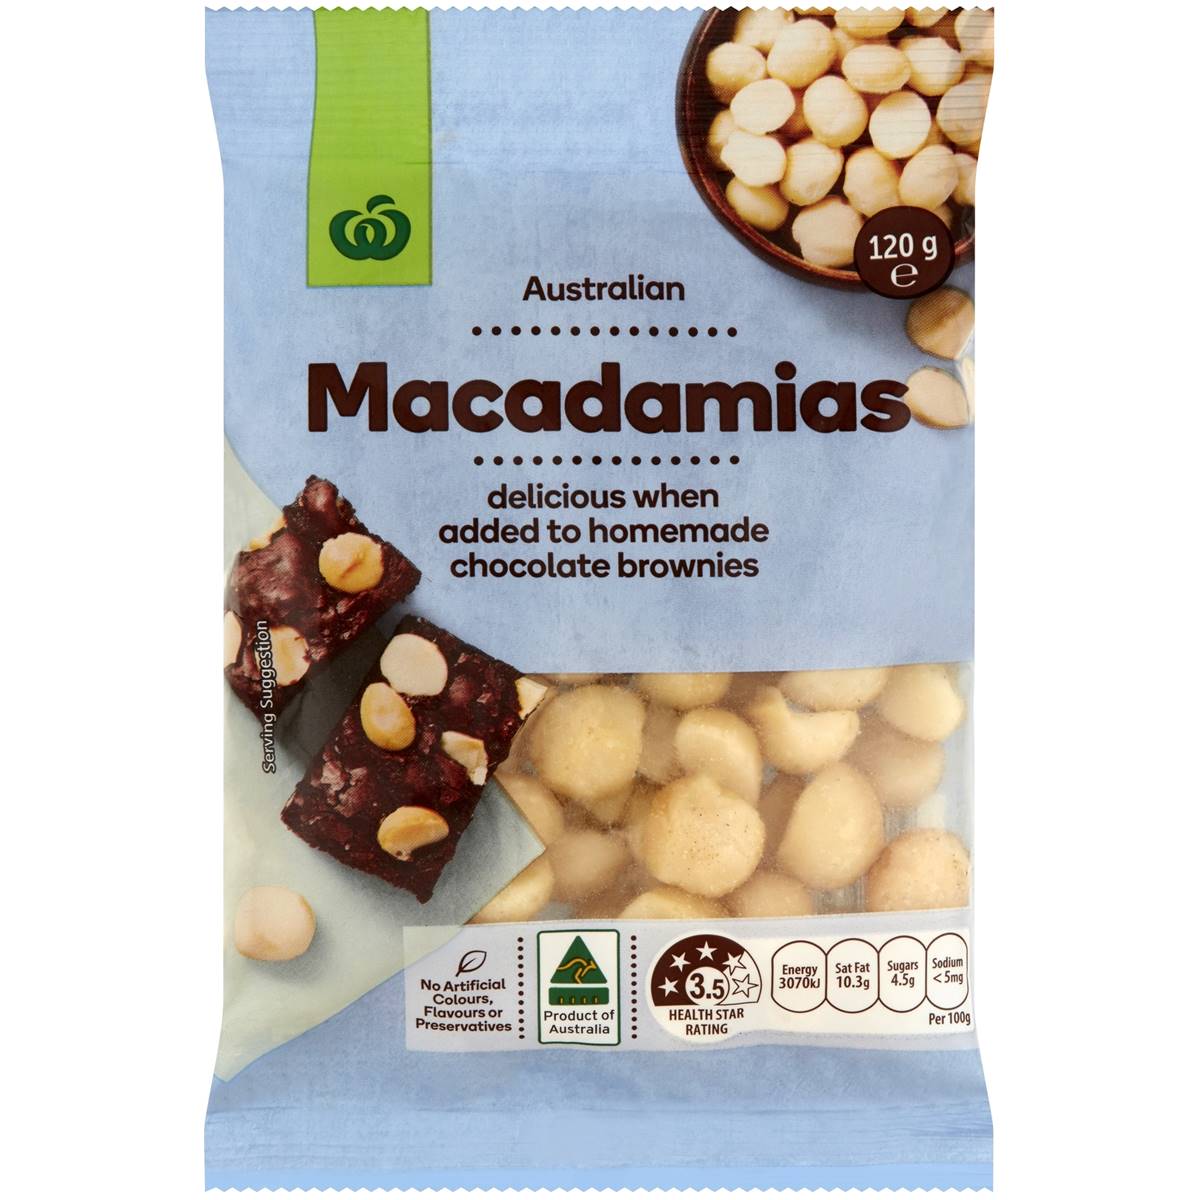 120 g
℮
Australian
Macadamias
delicious when
added to homemade
chocolate brownies
Serving Suggestion
No Artificial
Colours,
Flavours or
Preservatives
Product of
Australia
3.5
HEALTH STAR
RATING
Energy
3070kJ
Sat Fat
10.3g
Sugars
4.5g
Sodium
<5mg
Per 100g